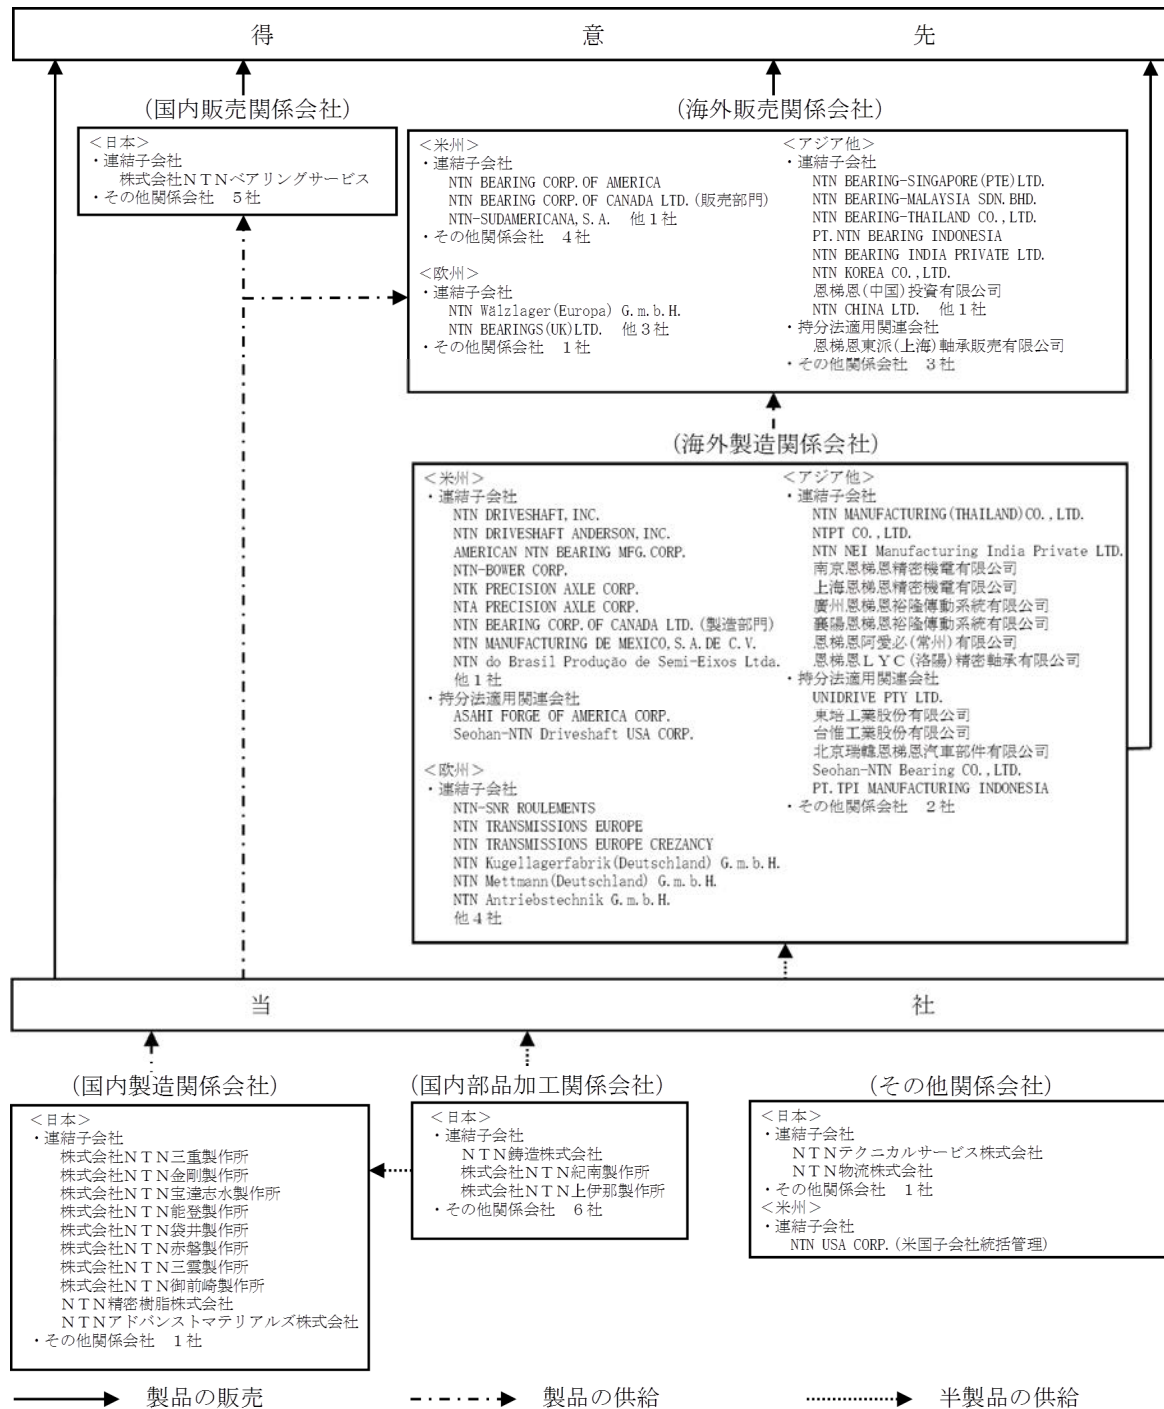 得 意 先
(国内販売関係会社)
＜日本＞
・連結子会社
株式会社ＮＴＮベアリングサービス
・その他関係会社 ５社
(海外販売関係会社)
＜米州＞
・連結子会社
NTN BEARING CORP.OF AMERICA
NTN BEARING CORP.OF CANADA LTD.(販売部門)
NTN-SUDAMERICANA,S.A. 他１社
・その他関係会社 ４社
＜欧州＞
・連結子会社
NTN Wälzlager(Europa) G.m.b.H.
NTN BEARINGS(UK)LTD. 他３社
・その他関係会社 １社
＜アジア他＞
・連結子会社
NTN BEARING-SINGAPORE(PTE)LTD.
NTN BEARING-MALAYSIA SDN.BHD.
NTN BEARING-THAILAND CO.,LTD.
PT.NTN BEARING INDONESIA
NTN BEARING INDIA PRIVATE LTD.
NTN KOREA CO.,LTD.
恩梯恩(中国)投資有限公司
NTN CHINA LTD. 他１社
・持分法適用関連会社
恩梯恩東派(上海)軸承販売有限公司
・その他関係会社 ３社
(海外製造関係会社)
＜米州＞
・連結子会社
NTN DRIVESHAFT,INC.
NTN DRIVESHAFT ANDERSON,INC.
AMERICAN NTN BEARING MFG.CORP.
NTN-BOWER CORP.
NTK PRECISION AXLE CORP.
NTA PRECISION AXLE CORP.
NTN BEARING CORP.OF CANADA LTD.(製造部門)
NTN MANUFACTURING DE MEXICO,S.A.DE C.V.
NTN do Brasil Produção de Semi-Eixos Ltda.
他１社
・持分法適用関連会社
ASAHI FORGE OF AMERICA CORP.
Seohan-NTN Driveshaft USA CORP.
＜欧州＞
・連結子会社
NTN-SNR ROULEMENTS
NTN TRANSMISSIONS EUROPE
NTN TRANSMISSIONS EUROPE CREZANCY
NTN Kugellagerfabrik(Deutschland) G.m.b.H.
NTN Mettmann(Deutschland) G.m.b.H.
NTN Antriebstechnik G.m.b.H.
他４社
＜アジア他＞
・連結子会社
NTN MANUFACTURING(THAILAND)CO.,LTD.
NTPT CO.,LTD.
NTN NEI Manufacturing India Private LTD.
南京恩梯恩精密機電有限公司
上海恩梯恩精密機電有限公司
廣州恩梯恩裕隆傳動系統有限公司
襄陽恩梯恩裕隆傳動系統有限公司
恩梯恩阿愛必(常州)有限公司
恩梯恩ＬＹＣ(洛陽)精密軸承有限公司
・持分法適用関連会社
UNIDRIVE PTY LTD.
東培工業股份有限公司
台惟工業股份有限公司
北京瑞韓恩梯恩汽車部件有限公司
Seohan-NTN Bearing CO.,LTD.
PT.TPI MANUFACTURING INDONESIA
・その他関係会社 ２社
当 社
(国内製造関係会社)
＜日本＞
・連結子会社
株式会社ＮＴＮ三重製作所
株式会社ＮＴＮ金剛製作所
株式会社ＮＴＮ宝達志水製作所
株式会社ＮＴＮ能登製作所
株式会社ＮＴＮ袋井製作所
株式会社ＮＴＮ赤磐製作所
株式会社ＮＴＮ三雲製作所
株式会社ＮＴＮ御前崎製作所
ＮＴＮ精密樹脂株式会社
ＮＴＮアドバンストマテリアルズ株式会社
・その他関係会社 １社
(国内部品加工関係会社)
＜日本＞
・連結子会社
ＮＴＮ鋳造株式会社
株式会社ＮＴＮ紀南製作所
株式会社ＮＴＮ上伊那製作所
・その他関係会社 ６社
(その他関係会社)
＜日本＞
・連結子会社
ＮＴＮテクニカルサービス株式会社
ＮＴＮ物流株式会社
・その他関係会社 １社
＜米州＞
・連結子会社
NTN USA CORP.(米国子会社統括管理)
製品の販売 製品の供給 半製品の供給